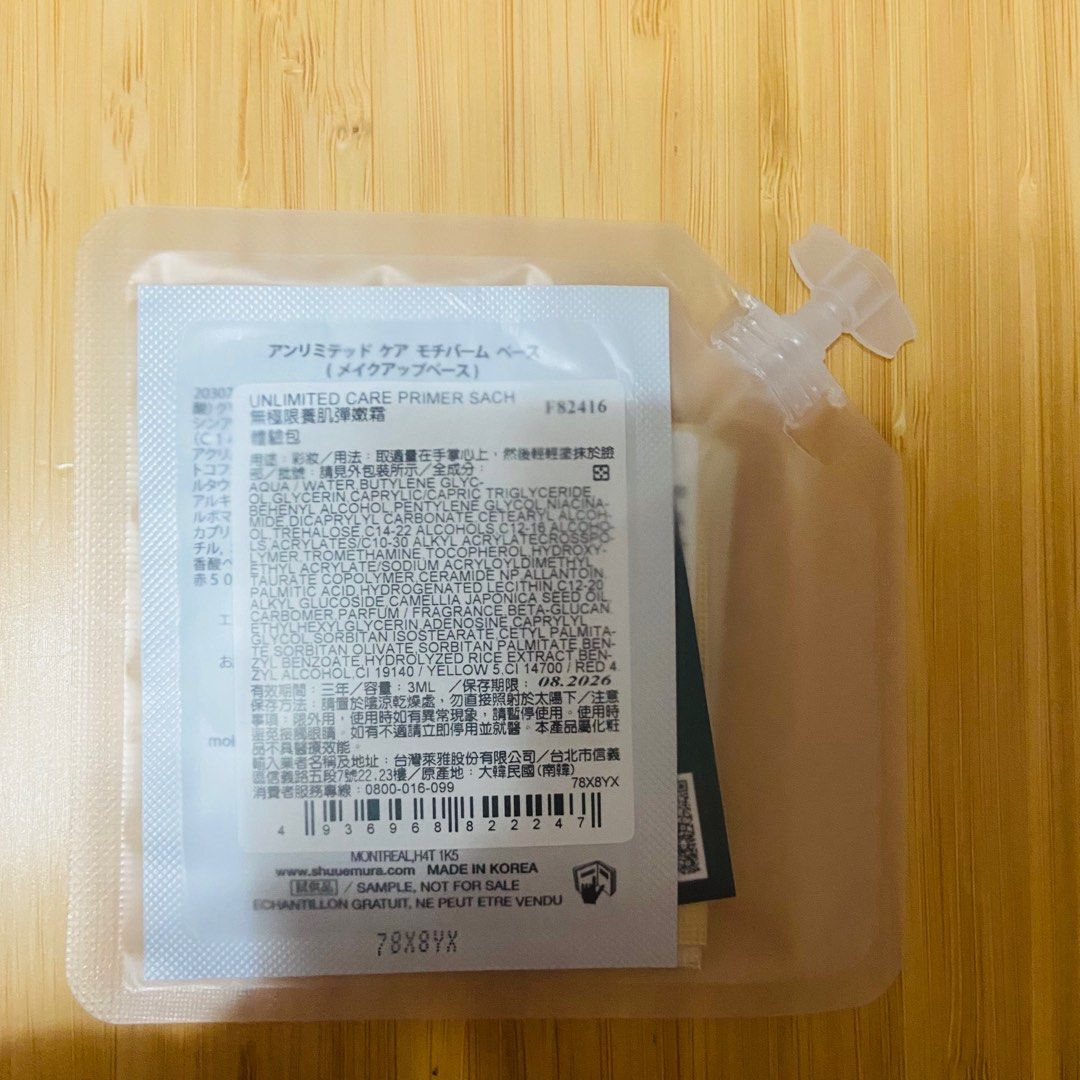 アンリミテッド ケア モチバーム ベース
(メイクアップベース)
UNLIMITED CARE PRIMER SACH
F82416
無極限養肌彈嫩霜
體驗包
用途:彩妝/用法:取適量在手掌心上,然後輕輕塗抹於臉
部/批號:請見外包裝所示/全成分:
AQUA / WATER,BUTYLENE GLYC-
OL,GLYCERIN,CAPRYLIC/CAPRIC TRIGLYCERIDE,
BEHENYL ALCOHOL,PENTYLENE GLYCOL,NIACINA-
MIDE,DICAPRYLYL CARBONATE,CETEARYL ALCOH-
OL,TREHALOSE,C14-22 ALCOHOLS,C12-16 ALCOHO-
LS,ACRYLATES/C10-30 ALKYL ACRYLATECROSSPO-
LYMER,TROMETHAMINE,TOCOPHEROL,HYDROXY-
ETHYL ACRYLATE/SODIUM ACRYLOYLDIMETHYL
TAURATE COPOLYMER,CERAMIDE NP,ALLANTOIN,
PALMITIC ACID,HYDROGENATED LECITHIN,C12-20
ALKYL GLUCOSIDE,CAMELLIA JAPONICA SEED OIL,
CARBOMER,PARFUM / FRAGRANCE,BETA-GLUCAN,
ETHYLHEXYLGLYCERIN,ADENOSINE,CAPRYLYL
GLYCOL,SORBITAN ISOSTEARATE,CETYL PALMITA-
TE,SORBITAN OLIVATE,SORBITAN PALMITATE,BEN-
ZYL BENZOATE,HYDROLYZED RICE EXTRACT,BEN-
ZYL ALCOHOL,CI 19140 / YELLOW 5,CI 14700 / RED 4
有效期間:三年/容量:3ML /保存期限:08.2026
保存方法:請置於陰涼乾燥處,勿直接照射於太陽下/注意
事項:限外用,使用時如有異常現象,請暫停使用。使用時
避免接觸眼睛。如有不適請立即停用並就醫。本產品屬化粧
品不具醫療效能。
輸入業者名稱及地址:台灣萊雅股份有限公司/台北市信義
區信義路五段7號22.23樓/原產地:大韓民國(南韓)
消費者服務專線:0800-016-099
78X8YX
4 936968 822247
MONTREAL,H4T 1K5
www.shuuemura.com MADE IN KOREA
試供品 / SAMPLE, NOT FOR SALE
ECHANTILLON GRATUIT, NE PEUT ETRE VENDU
78X8YX